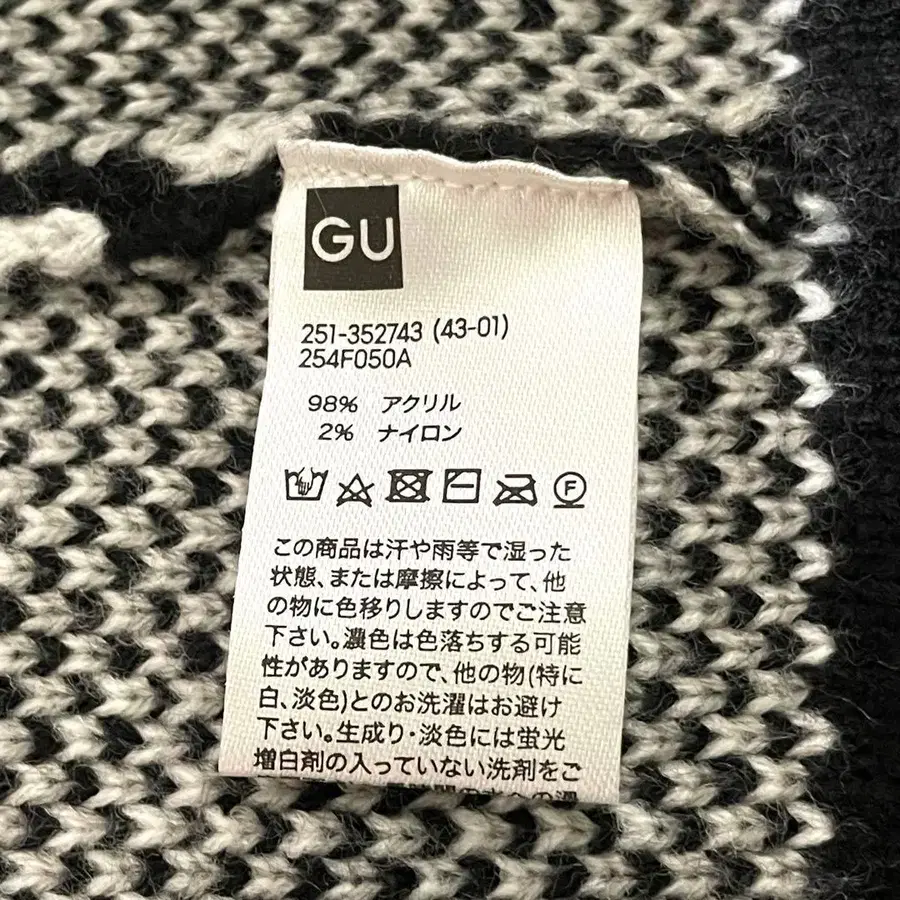 GU
251-352743 (43-01)
254F050A
98% アクリル
2% ナイロン
F
この商品は汗や雨等で湿った
状態、または摩擦によって、他
の物に色移りしますのでご注意
下さい。濃色は色落ちする可能
性がありますので、他の物(特に
白、淡色)とのお洗濯はお避け
下さい。生成り・淡色には蛍光
増白剤の入っていない洗剤をご